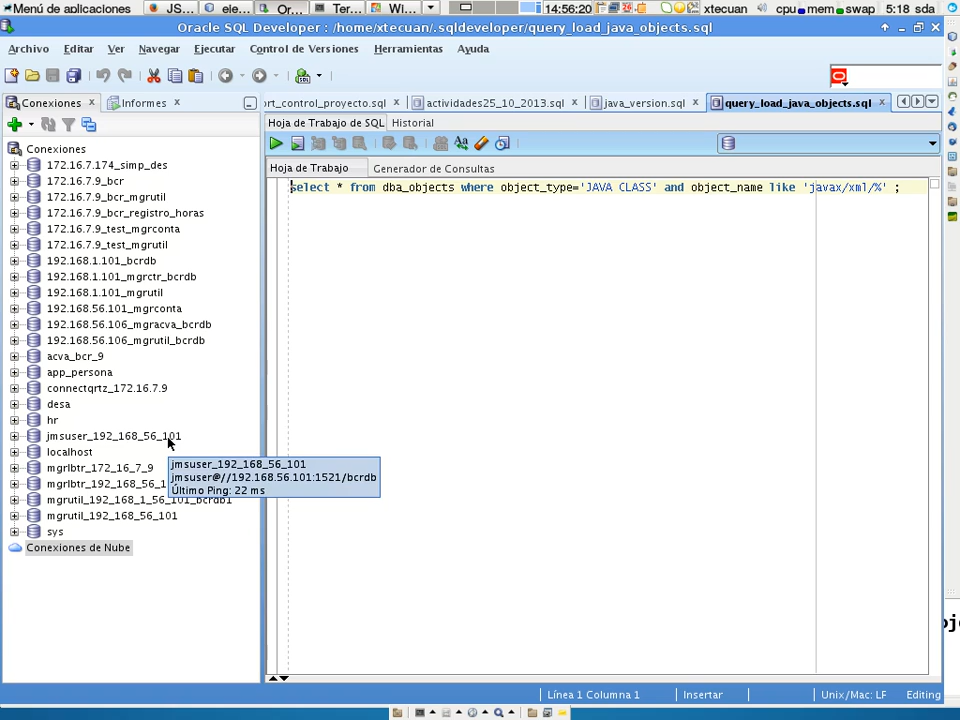 Menú de aplicaciones
JS...
ele...
Or...
Ter...
Wi...
14:56:20
xtecuan
cpu
mem
swap
5:18
sda
Oracle SQL Developer : /home/xtecuan/.sqldeveloper/query_load_java_objects.sql
Archivo Editar Ver Navegar Ejecutar Control de Versiones Herramientas Ayuda
Conexiones
Informes
rt_control_proyecto.sql
actividades25_10_2013.sql
java_version.sql
query_load_java_objects.sql
Hoja de Trabajo de SQL
Historial
Hoja de Trabajo
Generador de Consultas
select * from dba_objects where object_type='JAVA CLASS' and object_name like 'javax/xml/%' ;
Conexiones
172.16.7.174_simp_des
172.16.7.9_bcr
172.16.7.9_bcr_mgrutil
172.16.7.9_bcr_registro_horas
172.16.7.9_test_mgrconta
172.16.7.9_test_mgrutil
192.168.1.101_bcrdb
192.168.1.101_mgrctr_bcrdb
192.168.1.101_mgrutil
192.168.56.101_mgrconta
192.168.56.106_mgracva_bcrdb
192.168.56.106_mgrutil_bcrdb
acva_bcr_9
app_persona
connectqrtz_172.16.7.9
desa
hr
jmsuser_192_168_56_101
localhost
mgrlbtr_172_16_7_9
mgrlbtr_192_168_56_1
mgrutil_192_168_1_56_101_bcrdb1
mgrutil_192_168_56_101
sys
Conexiones de Nube
jmsuser_192_168_56_101
jmsuser@//192.168.56.101:1521/bcrdb
Último Ping: 22 ms
Línea 1 Columna 1
Insertar
Unix/Mac: LF
Editing